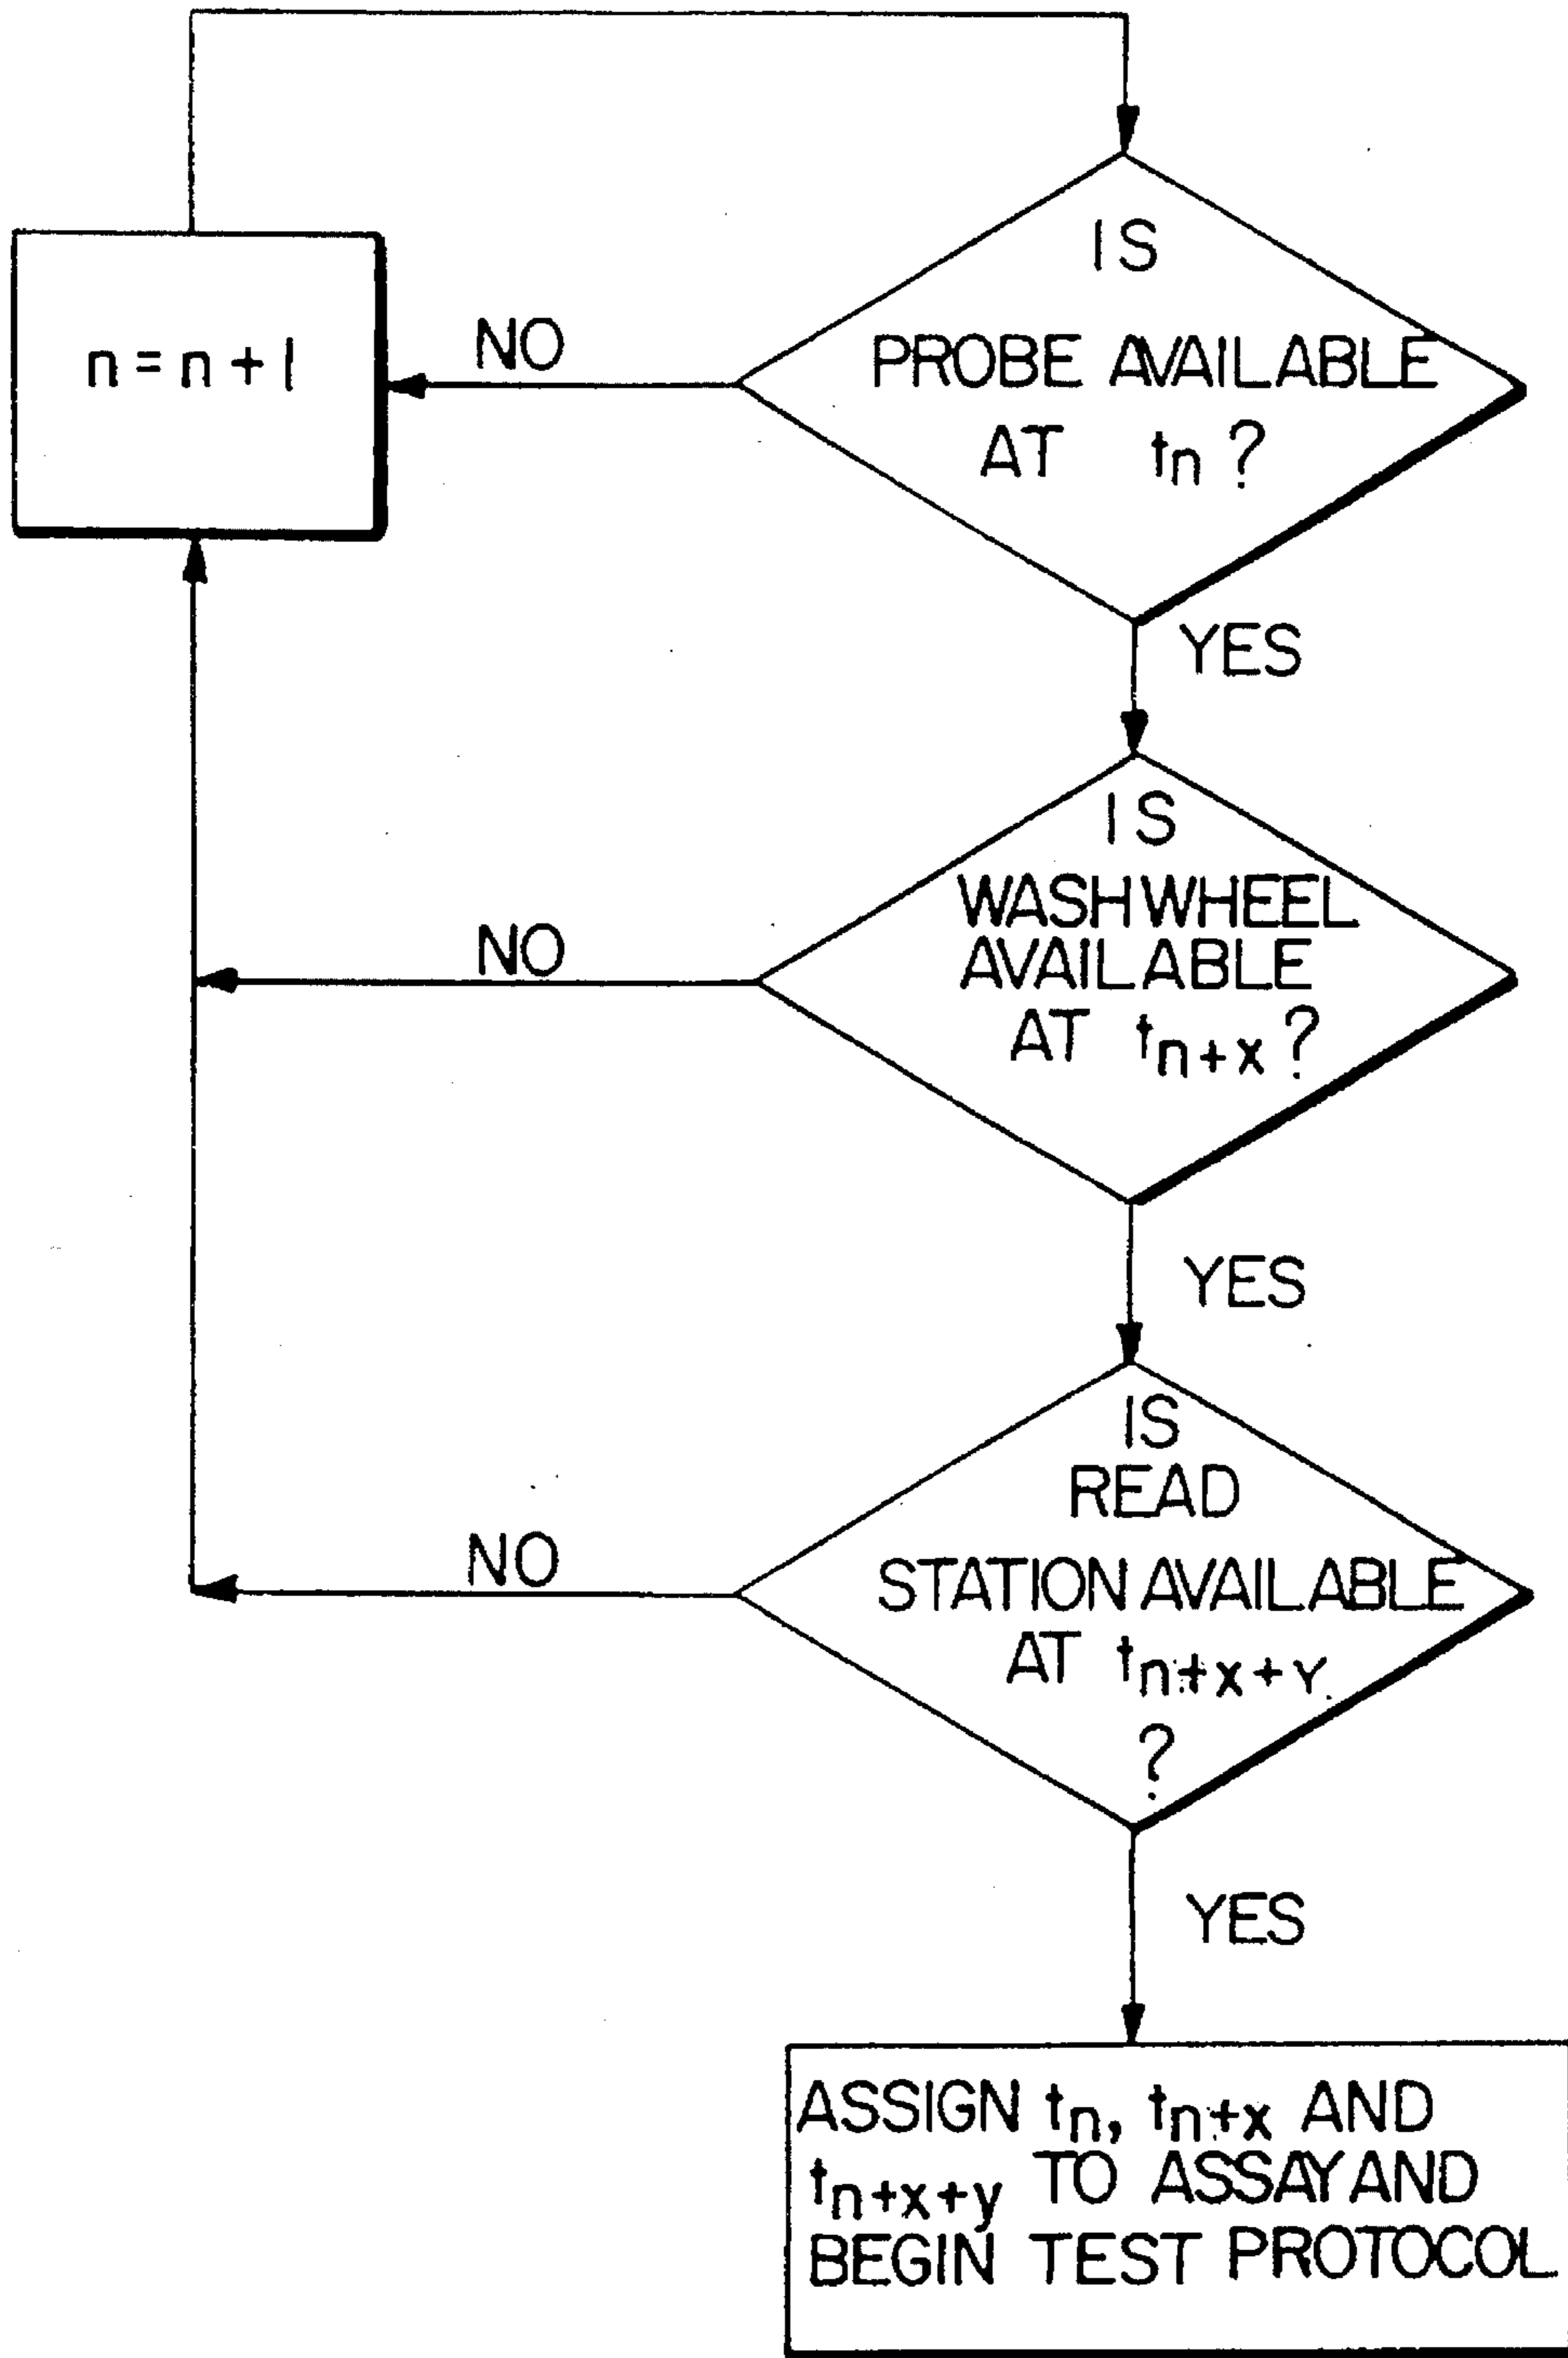 IS
PROBE AVAILABLE
AT tn ?
NO
n = n + 1
YES
IS
WASH WHEEL
AVAILABLE
AT tn+x ?
NO
YES
IS
READ
STATION AVAILABLE
AT tn+x+Y
?
NO
YES
ASSIGN tn, tn+x AND
tn+x+y TO ASSAY AND
BEGIN TEST PROTOCOL